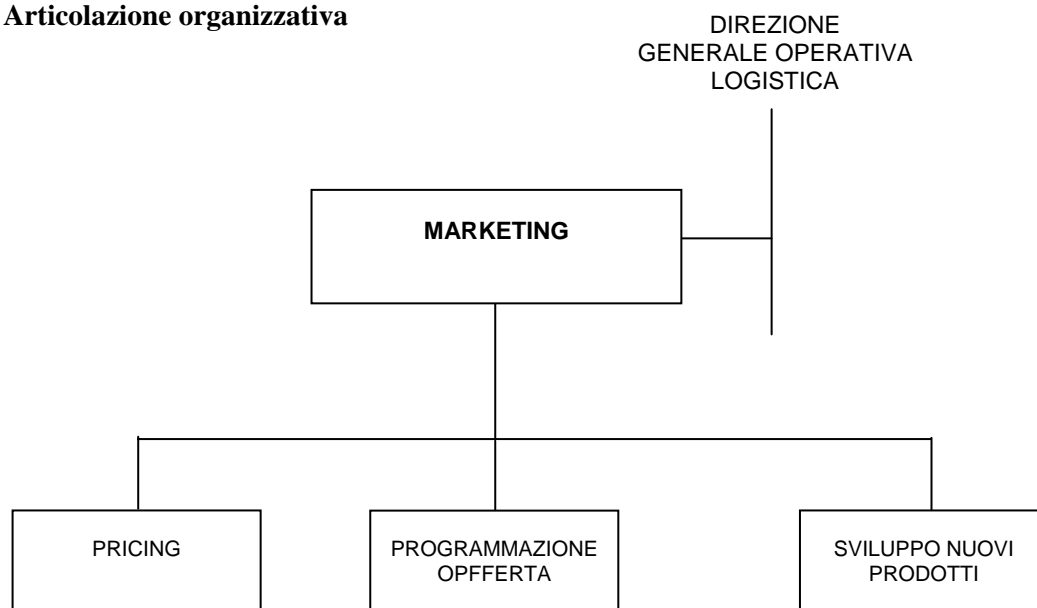 Articolazione organizzativa
DIREZIONE
GENERALE OPERATIVA
LOGISTICA
MARKETING
PRICING
PROGRAMMAZIONE
OPFFERTA
SVILUPPO NUOVI
PRODOTTI